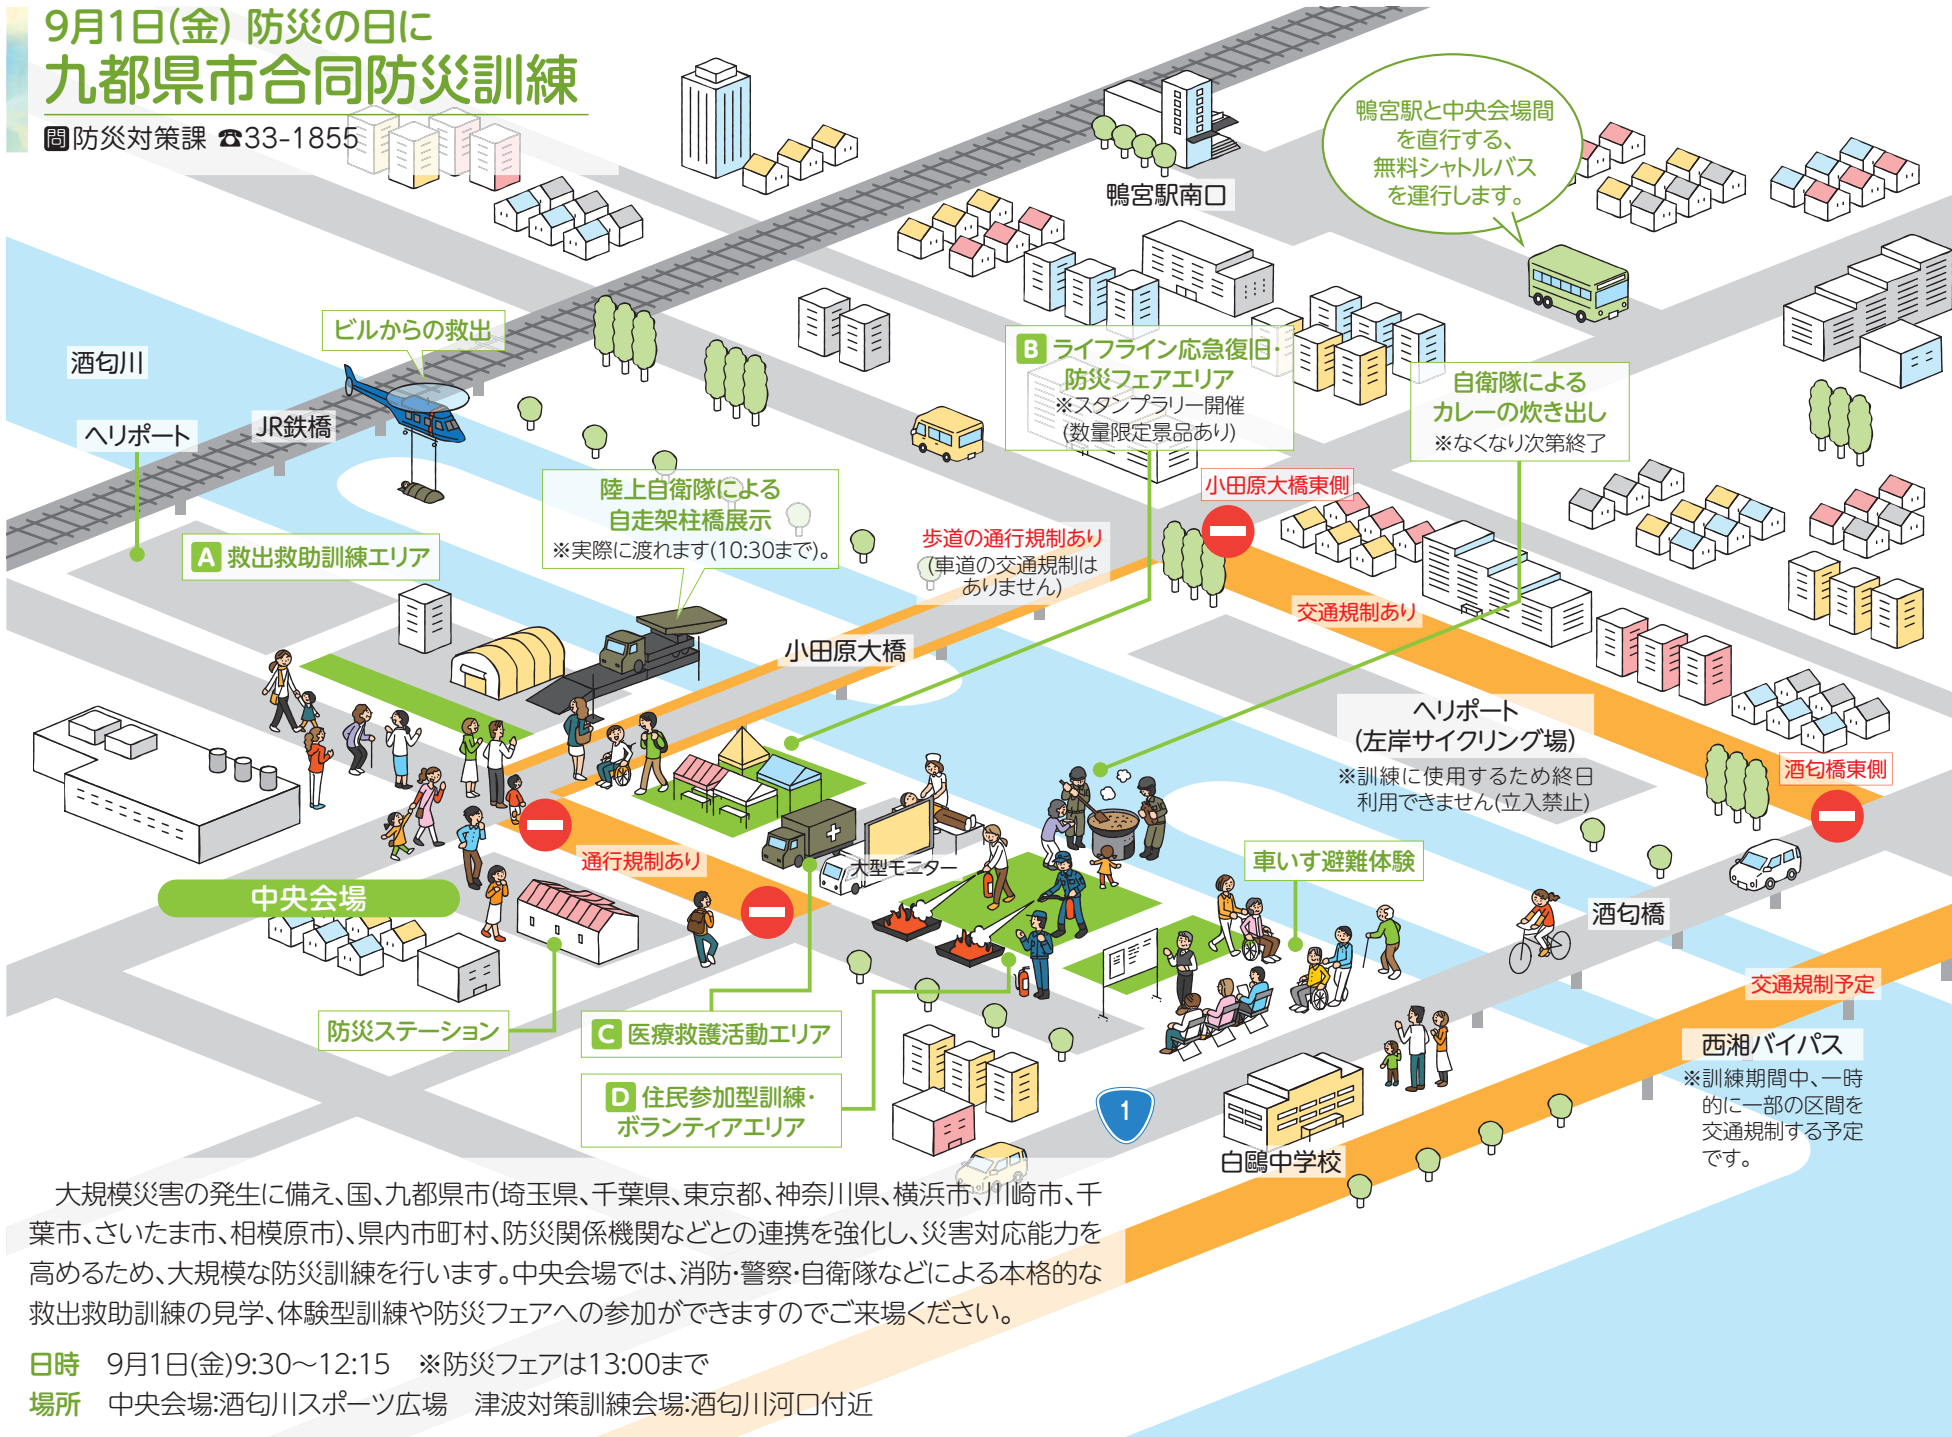 9月1日(金) 防災の日に
九都県市合同防災訓練
問防災対策課 ☎33-1855
鴨宮駅と中央会場間
を直行する、
無料シャトルバス
を運行します。
鴨宮駅南口
ビルからの救出
酒匂川
ヘリポート
JR鉄橋
B ライフライン応急復旧・
防災フェアエリア
※スタンプラリー開催
(数量限定景品あり)
自衛隊による
カレーの炊き出し
※なくなり次第終了
A 救出救助訓練エリア
陸上自衛隊による
自走架柱橋展示
※実際に渡れます(10:30まで)。
小田原大橋東側
歩道の通行規制あり
(車道の交通規制は
ありません)
交通規制あり
小田原大橋
ヘリポート
(左岸サイクリング場)
※訓練に使用するため終日
利用できません(立入禁止)
酒匂橋東側
通行規制あり
大型モニター
車いす避難体験
中央会場
酒匂橋
交通規制予定
防災ステーション
C 医療救護活動エリア
D 住民参加型訓練・
ボランティアエリア
1
白鷗中学校
西湘バイパス
※訓練期間中、一時
的に一部の区間を
交通規制する予定
です。
大規模災害の発生に備え、国、九都県市(埼玉県、千葉県、東京都、神奈川県、横浜市、川崎市、千
葉市、さいたま市、相模原市)、県内市町村、防災関係機関などとの連携を強化し、災害対応能力を
高めるため、大規模な防災訓練を行います。中央会場では、消防・警察・自衛隊などによる本格的な
救出救助訓練の見学、体験型訓練や防災フェアへの参加ができますのでご来場ください。
日時 9月1日(金)9:30～12:15 ※防災フェアは13:00まで
場所 中央会場:酒匂川スポーツ広場 津波対策訓練会場:酒匂川河口付近